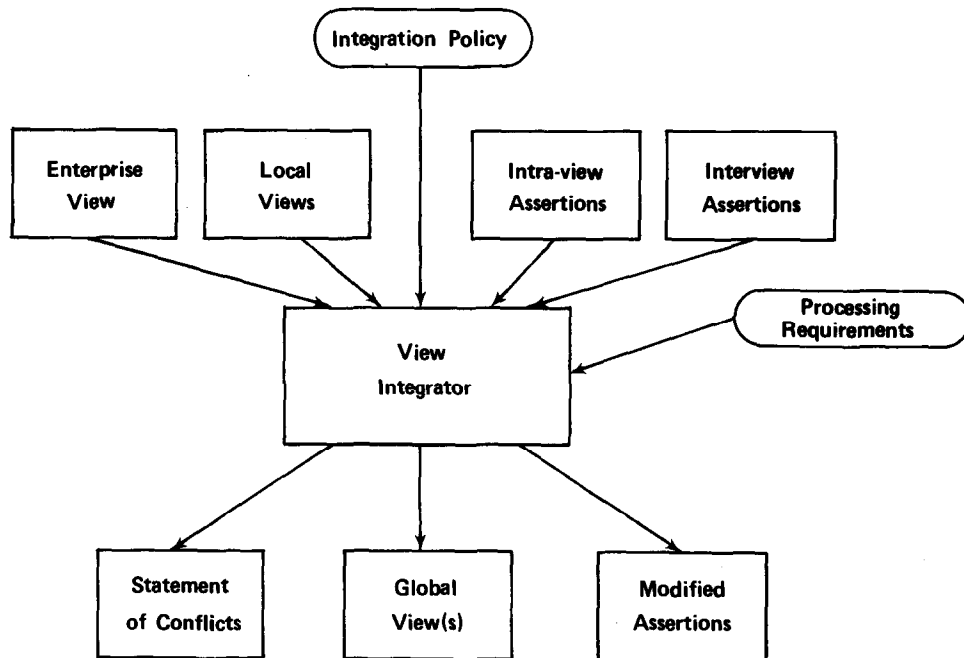 Integration Policy
Enterprise
View
Local
Views
Intra-view
Assertions
Interview
Assertions
Processing
Requirements
View
Integrator
Statement
of Conflicts
Global
View(s)
Modified
Assertions